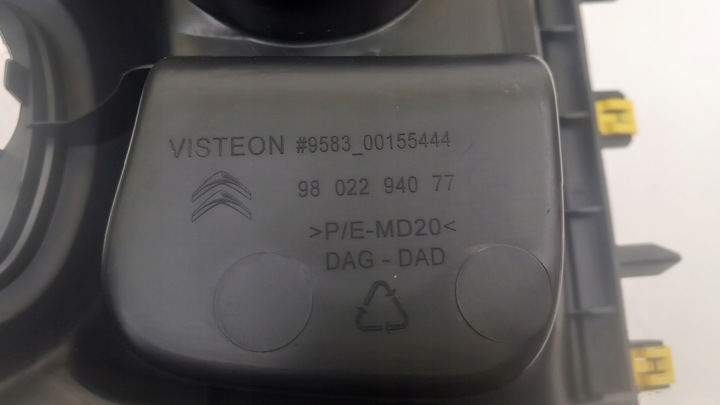 VISTEON #9583_00155444
98 022 940 77
>P/E-MD20<
DAG - DAD